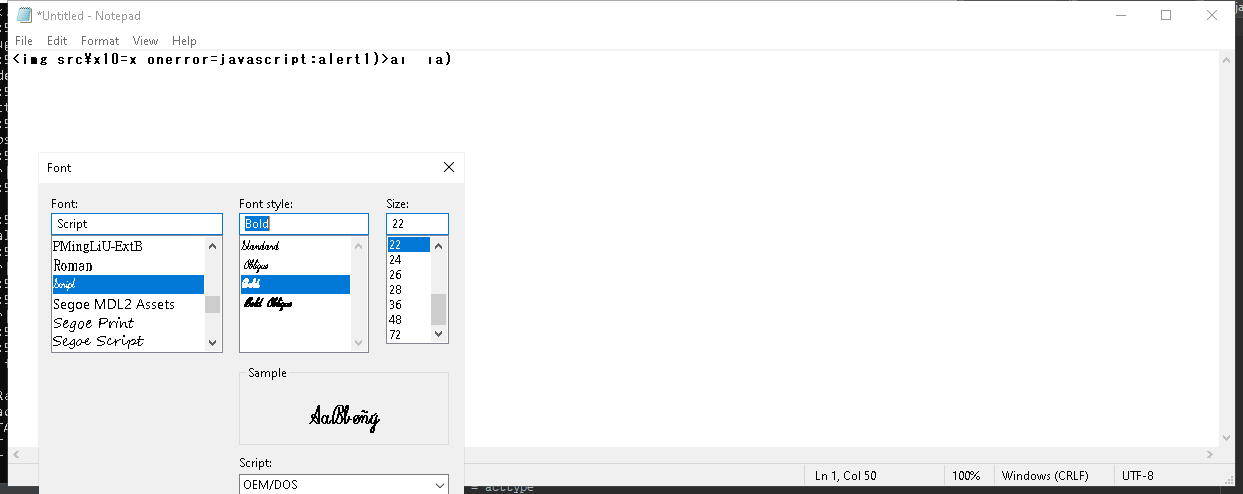 *Untitled - Notepad
File Edit Format View Help
<img src¥x10=x onerror=javascript:alert1)>a a)
Font
Font: Font style: Size:
Script Bold 22
PMingLiU-ExtB
Roman
Script
Segoe MDL2 Assets
Segoe Print
Segoe Script
Standard
Oblique
Bold
Bold Oblique
22
24
26
28
36
48
72
Sample
AaBbøñý
Script:
OEM/DOS
Ln 1, Col 50 100% Windows (CRLF) UTF-8
= acctype